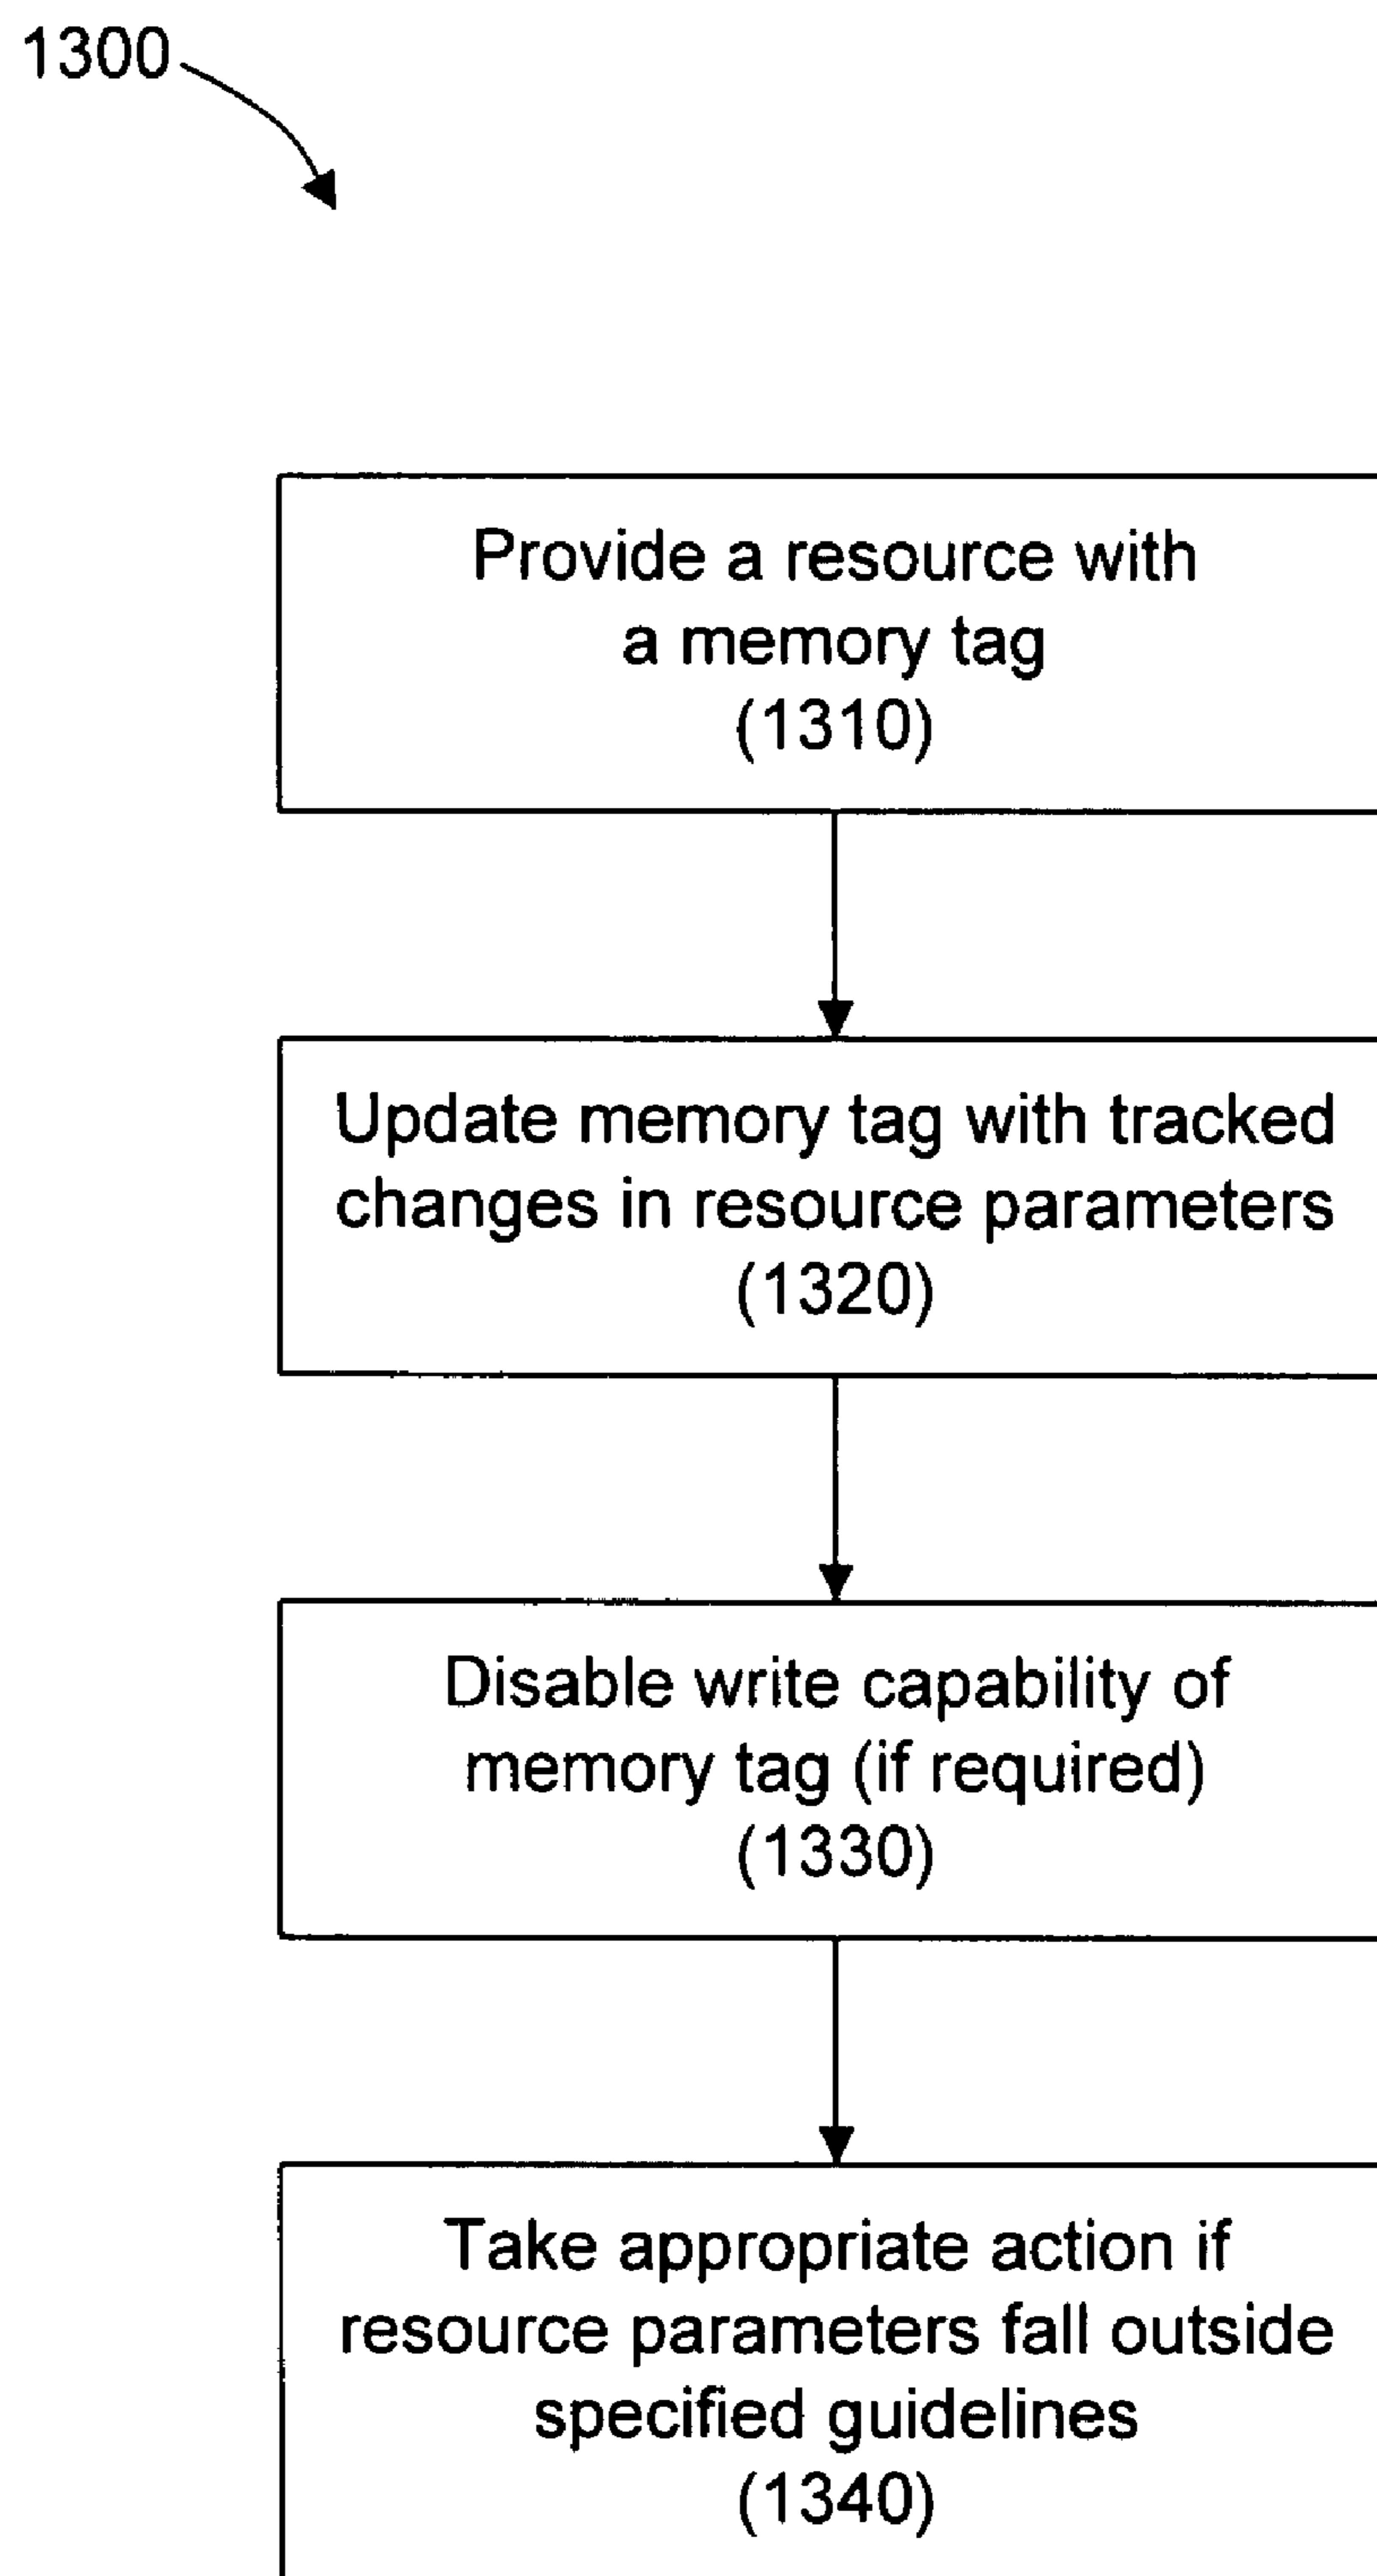 1300
Provide a resource with
a memory tag
(1310)
Update memory tag with tracked
changes in resource parameters
(1320)
Disable write capability of
memory tag (if required)
(1330)
Take appropriate action if
resource parameters fall outside
specified guidelines
(1340)